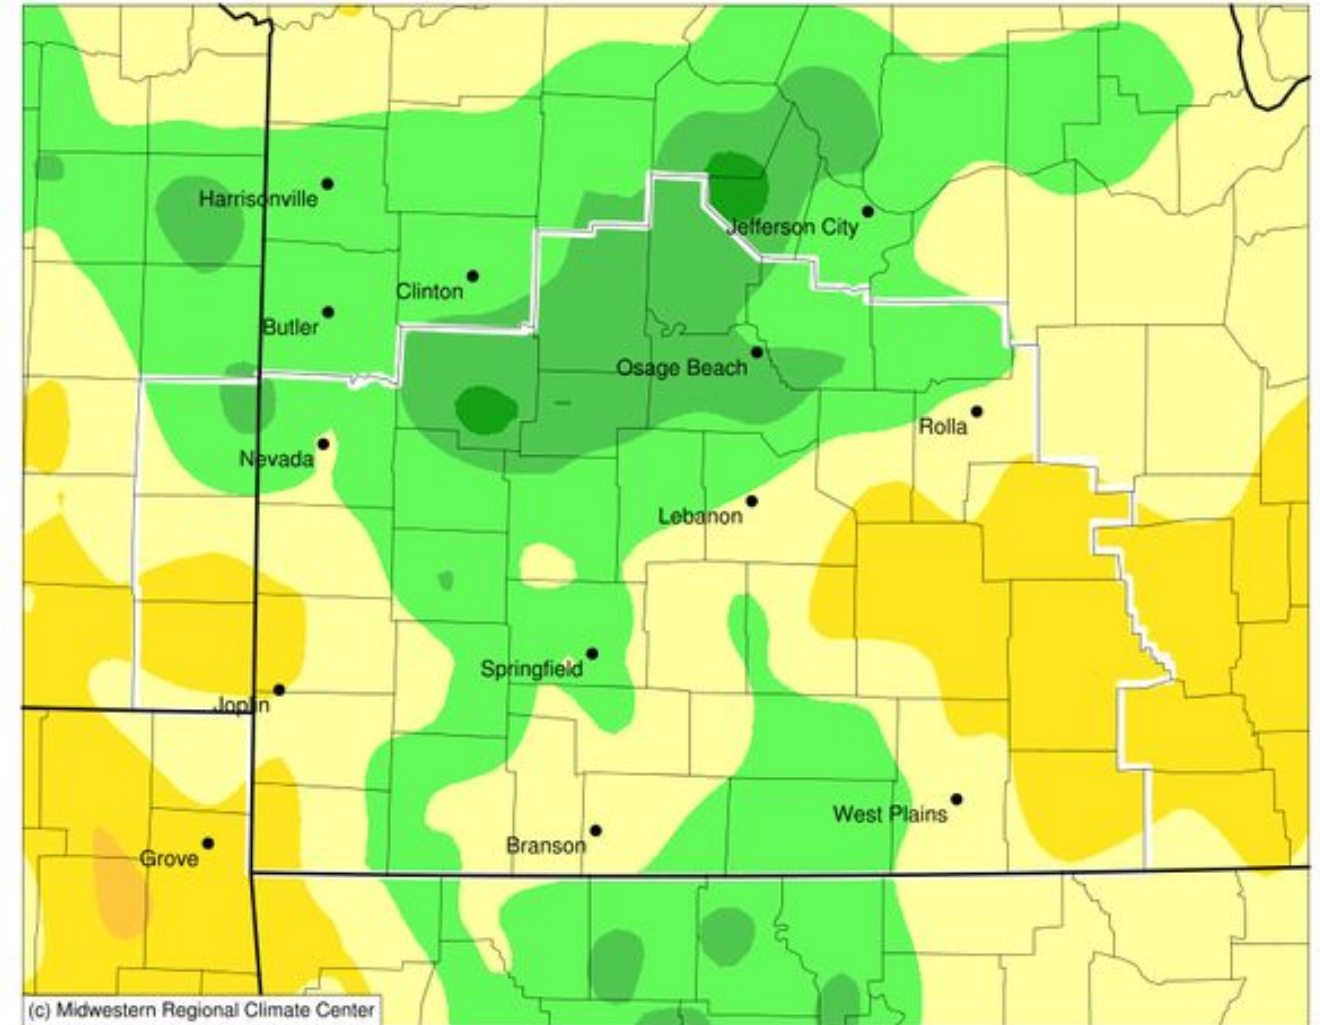 Harrisonville
Jefferson City
Clinton
Butler
Osage Beach
Rolla
Nevada
Lebanon
Springfield
Joplin
West Plains
Branson
Grove
(c) Midwestern Regional Climate Center